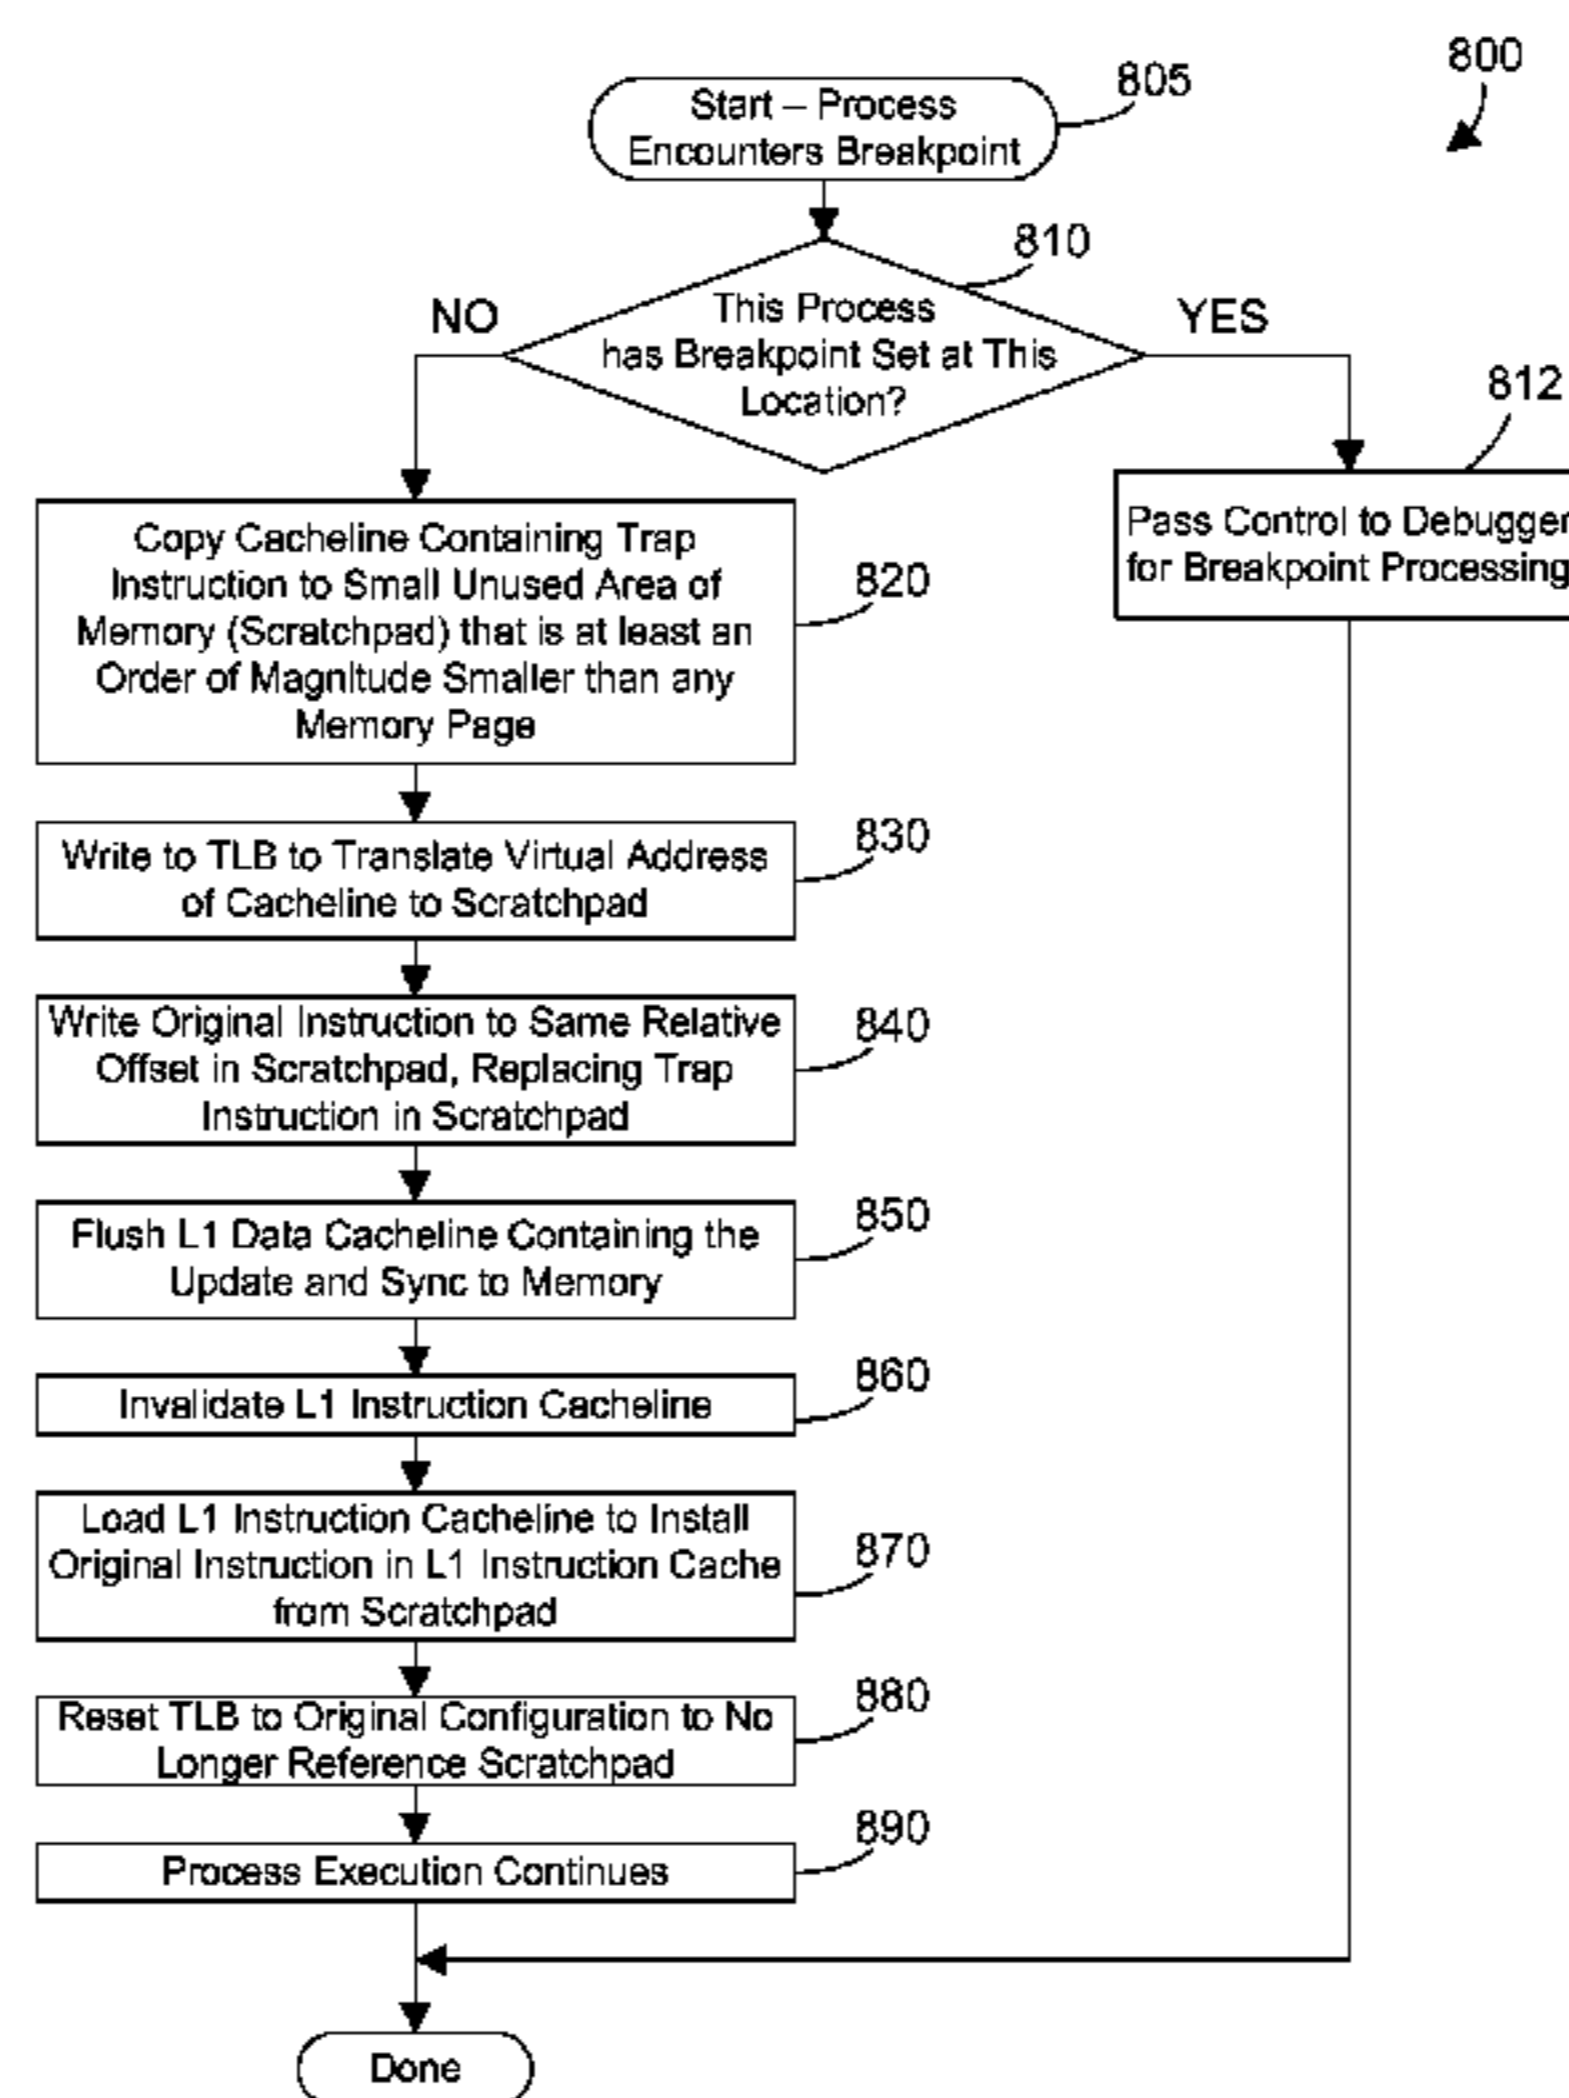 800
805
Start – Process
Encounters Breakpoint
810
This Process
has Breakpoint Set at This
Location?
NO
YES
812
Pass Control to Debugger
for Breakpoint Processing
Copy Cacheline Containing Trap
Instruction to Small Unused Area of
Memory (Scratchpad) that is at least an
Order of Magnitude Smaller than any
Memory Page
820
Write to TLB to Translate Virtual Address
of Cacheline to Scratchpad
830
Write Original Instruction to Same Relative
Offset in Scratchpad, Replacing Trap
Instruction in Scratchpad
840
Flush L1 Data Cacheline Containing the
Update and Sync to Memory
850
Invalidate L1 Instruction Cacheline
860
Load L1 Instruction Cacheline to Install
Original Instruction in L1 Instruction Cache
from Scratchpad
870
Reset TLB to Original Configuration to No
Longer Reference Scratchpad
880
Process Execution Continues
890
Done